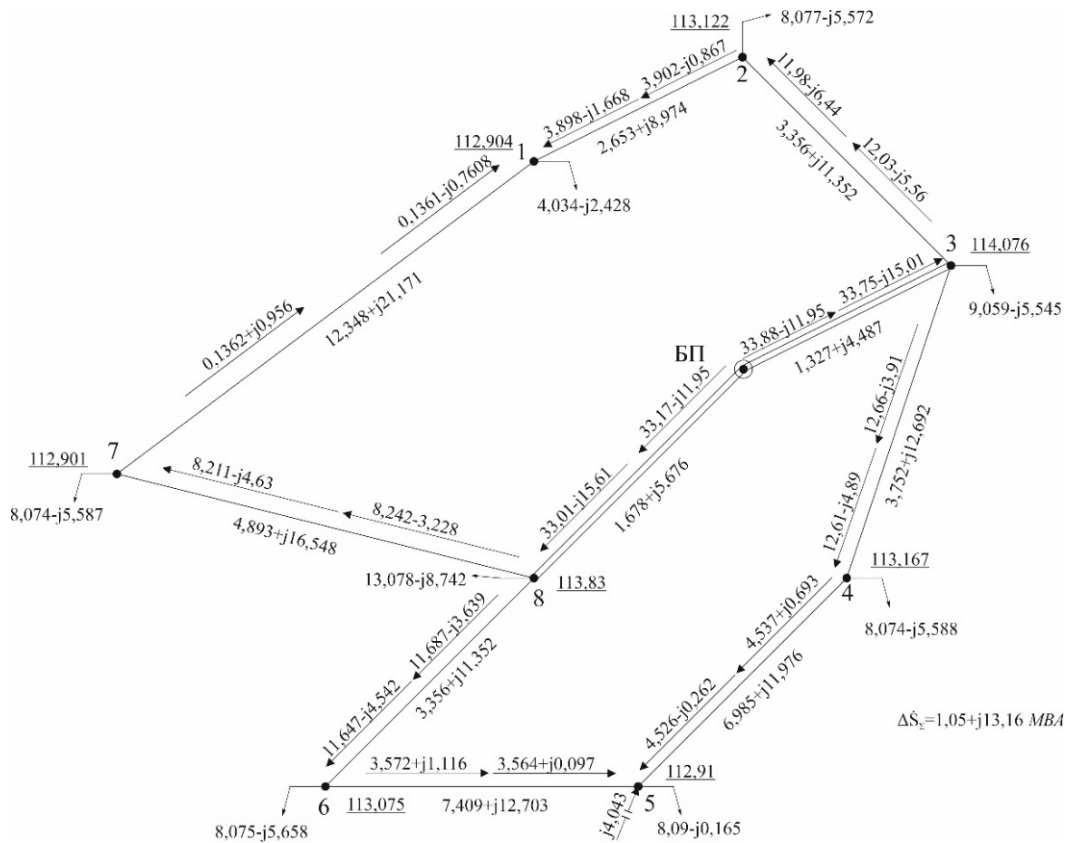 8,077-j5,572
113,122
2
3,902-j0,867
3,898-j1,668
2,653+j8,974
11,98-j6,44
12,03-j5,56
3,356+j11,352
112,904
1
4,034-j2,428
0,1361-j0,7608
0,1362+j0,956
12,348+j21,171
3
114,076
9,059-j5,545
33,75-j15,01
33,88-j11,95
1,327+j4,487
БП
33,17-j11,95
33,01-j15,61
1,678+j5,676
12,66-j3,91
12,61-j4,89
3,752+j12,692
7
112,901
8,074-j5,587
8,211-j4,63
8,242-3,228
4,893+j16,548
13,078-j8,742
8
113,83
113,167
4
8,074-j5,588
11,687-j3,639
11,647-j4,542
3,356+j11,352
4,537+j0,693
4,526-j0,262
6,985+j11,976
ΔṠΣ=1,05+j13,16 МВА
3,572+j1,116
3,564+j0,097
7,409+j12,703
6
113,075
8,075-j5,658
5
112,91
j4,043
8,09-j0,165